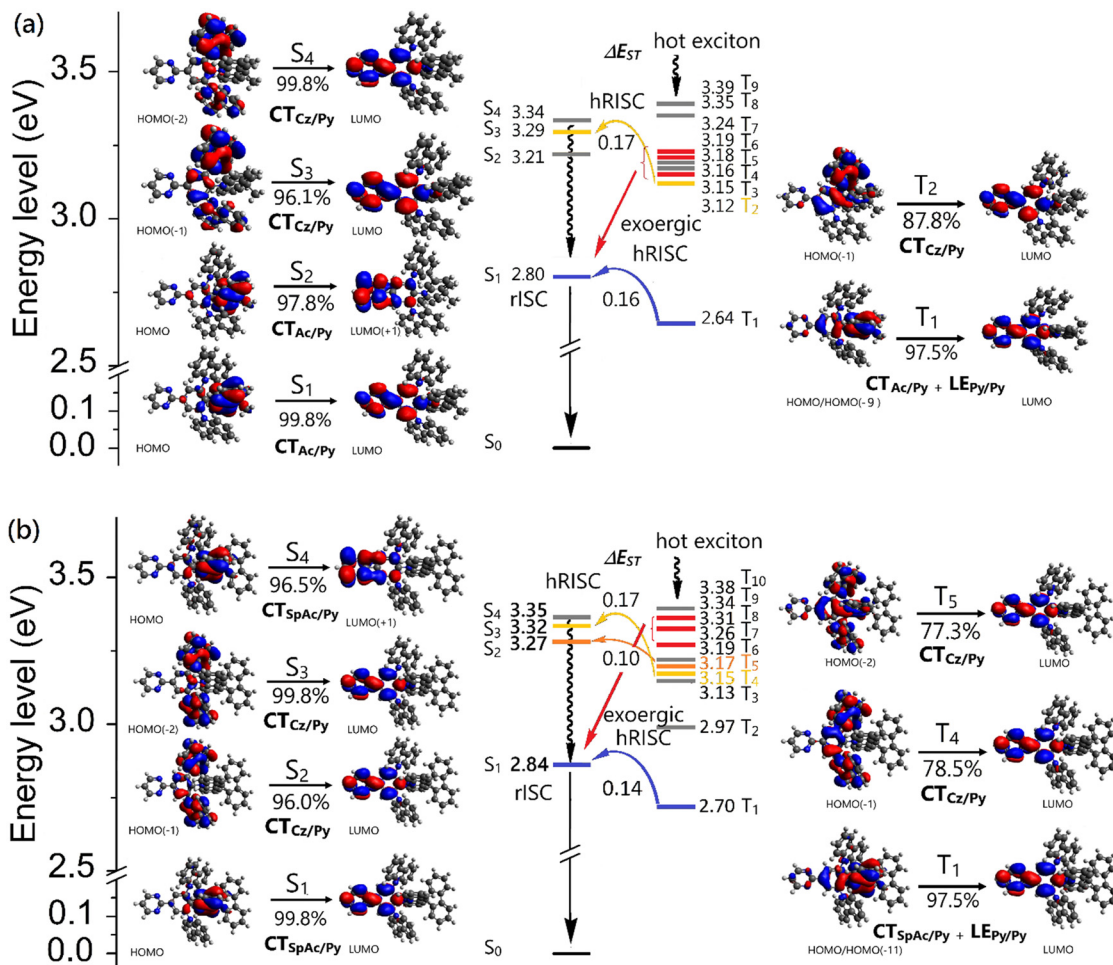 (a)
Energy level (eV)
3.5
3.0
2.5
0.1
0.0
HOMO(-2)
S4
99.8%
CTCz/Py
LUMO
HOMO(-1)
S3
96.1%
CTCz/Py
LUMO
HOMO
S2
97.8%
CTAc/Py
LUMO(+1)
HOMO
S1
99.8%
CTAc/Py
LUMO
ΔEST
hot exciton
hRISC
0.17
S4 3.34
S3 3.29
S2 3.21
3.39 T9
3.35 T8
3.24 T7
3.19 T6
3.18 T5
3.16 T4
3.15 T3
3.12 T2
exoergic
hRISC
S1 2.80
rISC
0.16
2.64 T1
S0
HOMO(-1)
T2
87.8%
CTCz/Py
LUMO
T1
97.5%
CTAc/Py + LEPy/Py
HOMO/HOMO(-9)
LUMO
(b)
Energy level (eV)
3.5
3.0
2.5
0.1
0.0
HOMO
S4
96.5%
CTSpAc/Py
LUMO(+1)
HOMO(-2)
S3
99.8%
CTCz/Py
LUMO
HOMO(-1)
S2
96.0%
CTCz/Py
LUMO
HOMO
S1
99.8%
CTSpAc/Py
LUMO
ΔEST
hot exciton
hRISC
0.17
0.10
S4 3.35
S3 3.32
S2 3.27
T10
3.38 T9
3.34 T8
3.31 T7
3.26 T6
3.19 T5
3.17 T4
3.15 T3
3.13
2.97 T2
exoergic
hRISC
S1 2.84
rISC
0.14
2.70 T1
S0
HOMO(-2)
T5
77.3%
CTCz/Py
LUMO
HOMO(-1)
T4
78.5%
CTCz/Py
LUMO
T1
97.5%
CTSpAc/Py + LEPy/Py
HOMO/HOMO(-11)
LUMO